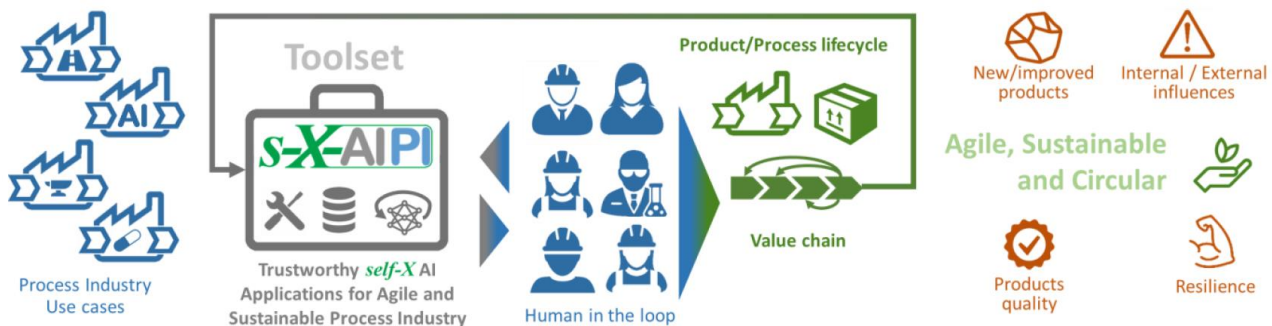 AI
Process Industry
Use cases
Toolset
s-X-AIPI
Trustworthy self-X AI
Applications for Agile and
Sustainable Process Industry
Human in the loop
Product/Process lifecycle
Value chain
New/improved
products
Internal / External
influences
Agile, Sustainable
and Circular
Products
quality
Resilience